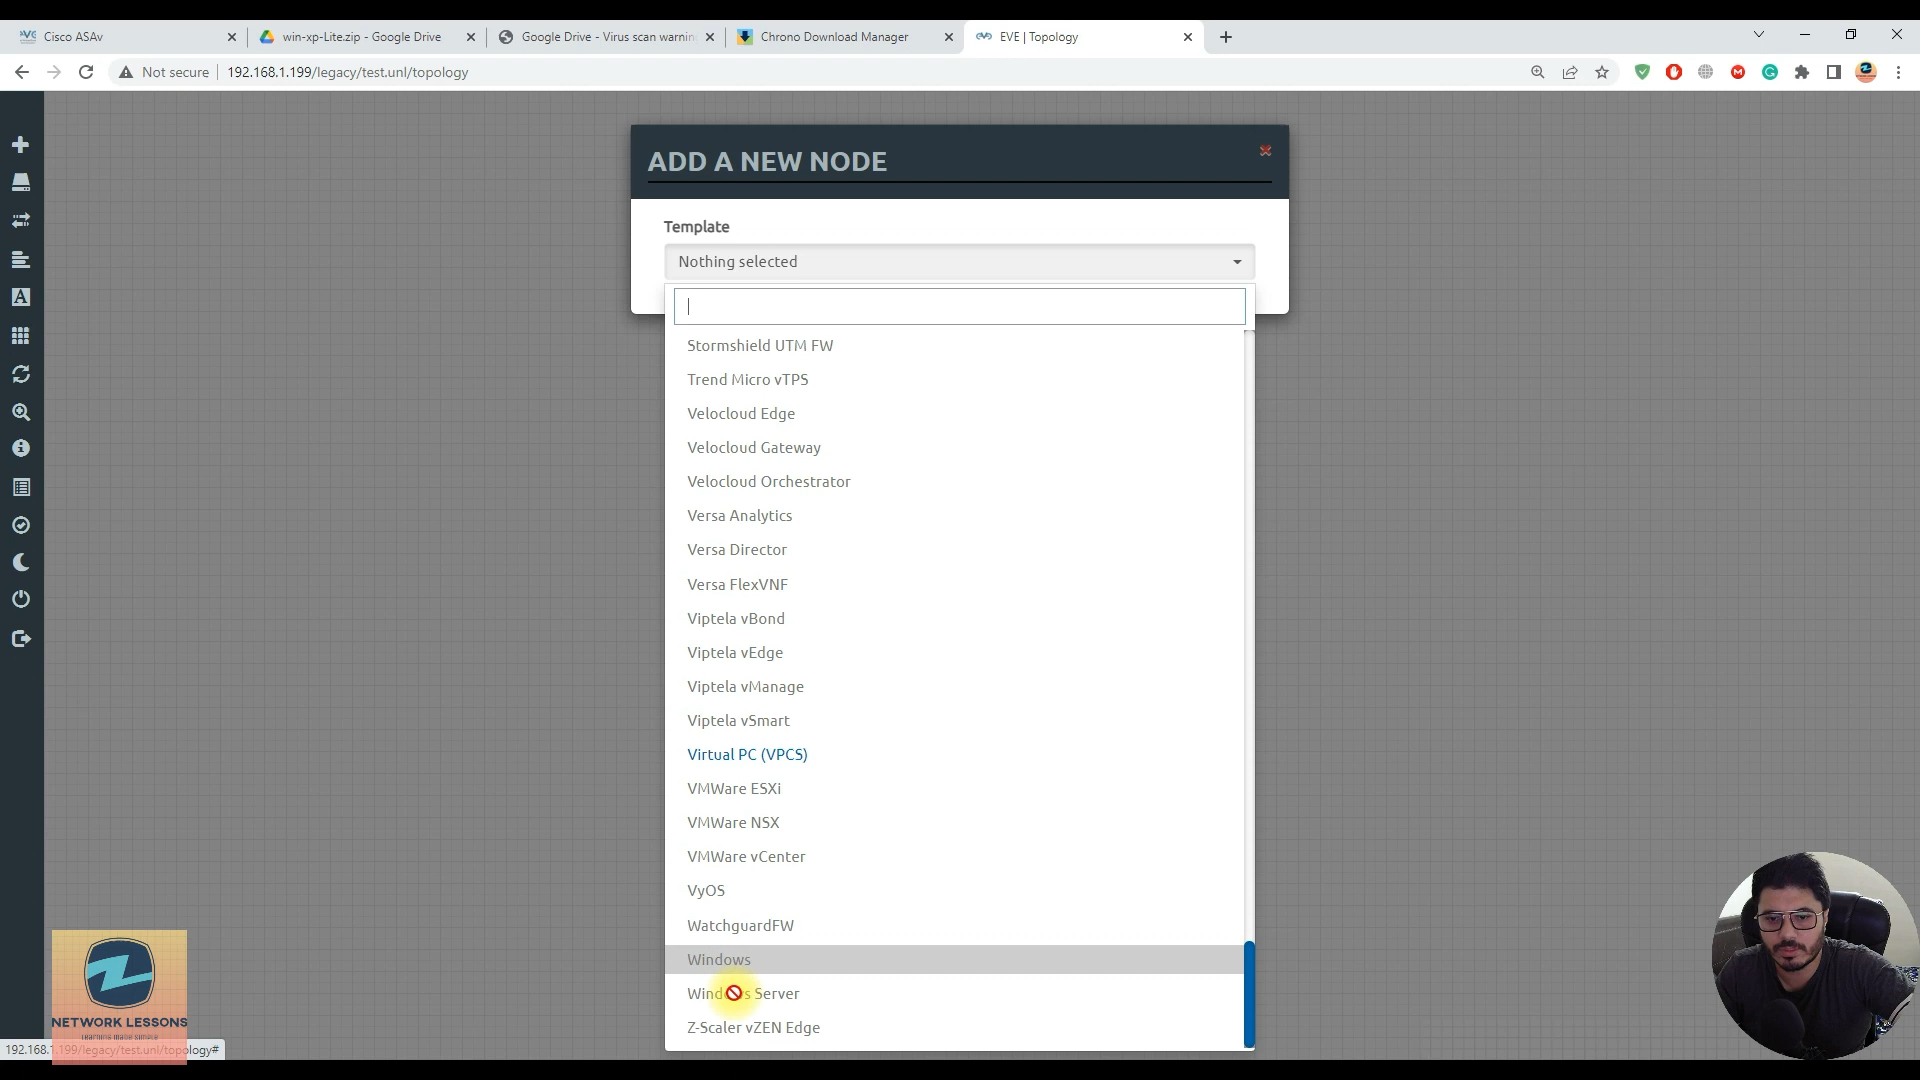 Cisco ASAv
win-xp-Lite.zip - Google Drive
Google Drive - Virus scan warnin
Chrono Download Manager
EVE | Topology
Not secure
192.168.1.199/legacy/test.unl/topology
ADD A NEW NODE
Template
Nothing selected
Stormshield UTM FW
Trend Micro vTPS
Velocloud Edge
Velocloud Gateway
Velocloud Orchestrator
Versa Analytics
Versa Director
Versa FlexVNF
Viptela vBond
Viptela vEdge
Viptela vManage
Viptela vSmart
Virtual PC (VPCS)
VMWare ESXi
VMWare NSX
VMWare vCenter
VyOS
WatchguardFW
Windows
Windows Server
Z-Scaler vZEN Edge
NETWORK LESSONS
Learning made simple
192.168.1.199/legacy/test.unl/topology#